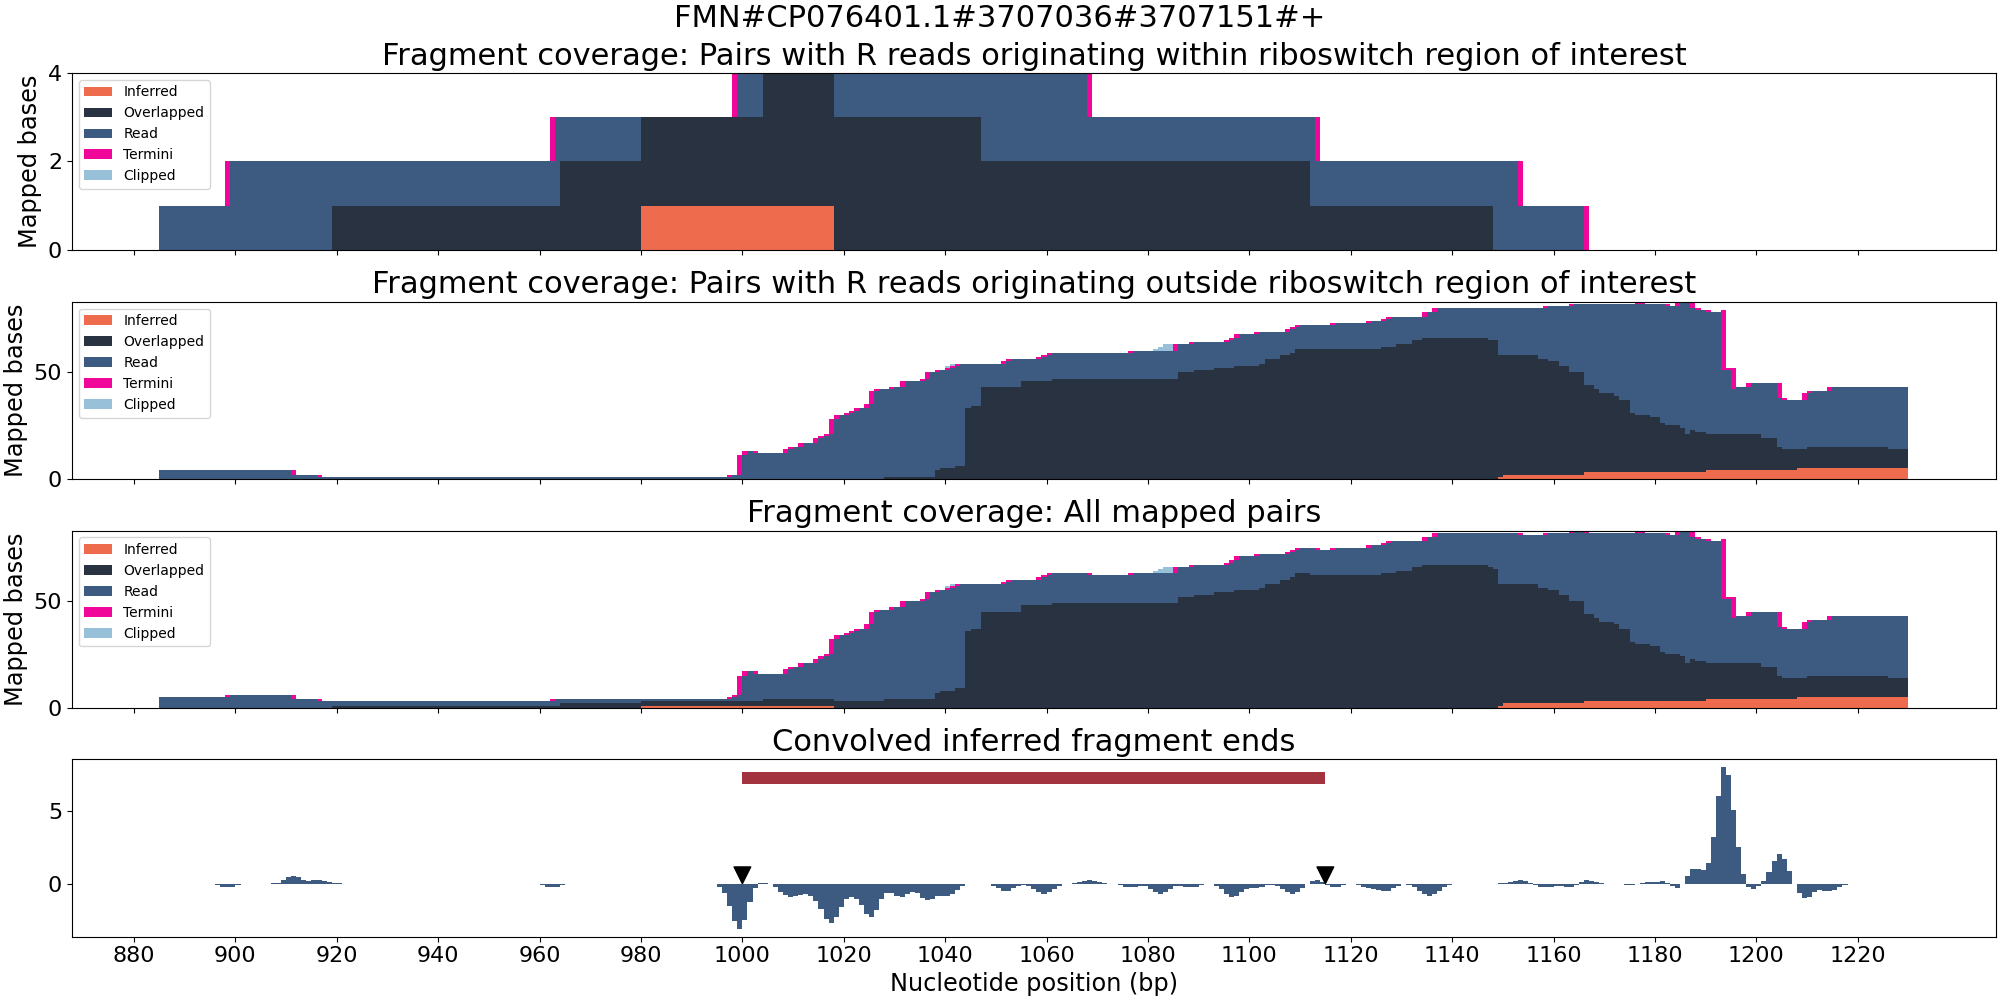 FMN#CP076401.1#3707036#3707151#+
Fragment coverage: Pairs with R reads originating within riboswitch region of interest
Mapped bases
4
2
0
Inferred
Overlapped
Read
Termini
Clipped
Fragment coverage: Pairs with R reads originating outside riboswitch region of interest
Mapped bases
50
0
Inferred
Overlapped
Read
Termini
Clipped
Fragment coverage: All mapped pairs
Mapped bases
50
0
Inferred
Overlapped
Read
Termini
Clipped
Convolved inferred fragment ends
5
0
880 900 920 940 960 980 1000 1020 1040 1060 1080 1100 1120 1140 1160 1180 1200 1220
Nucleotide position (bp)